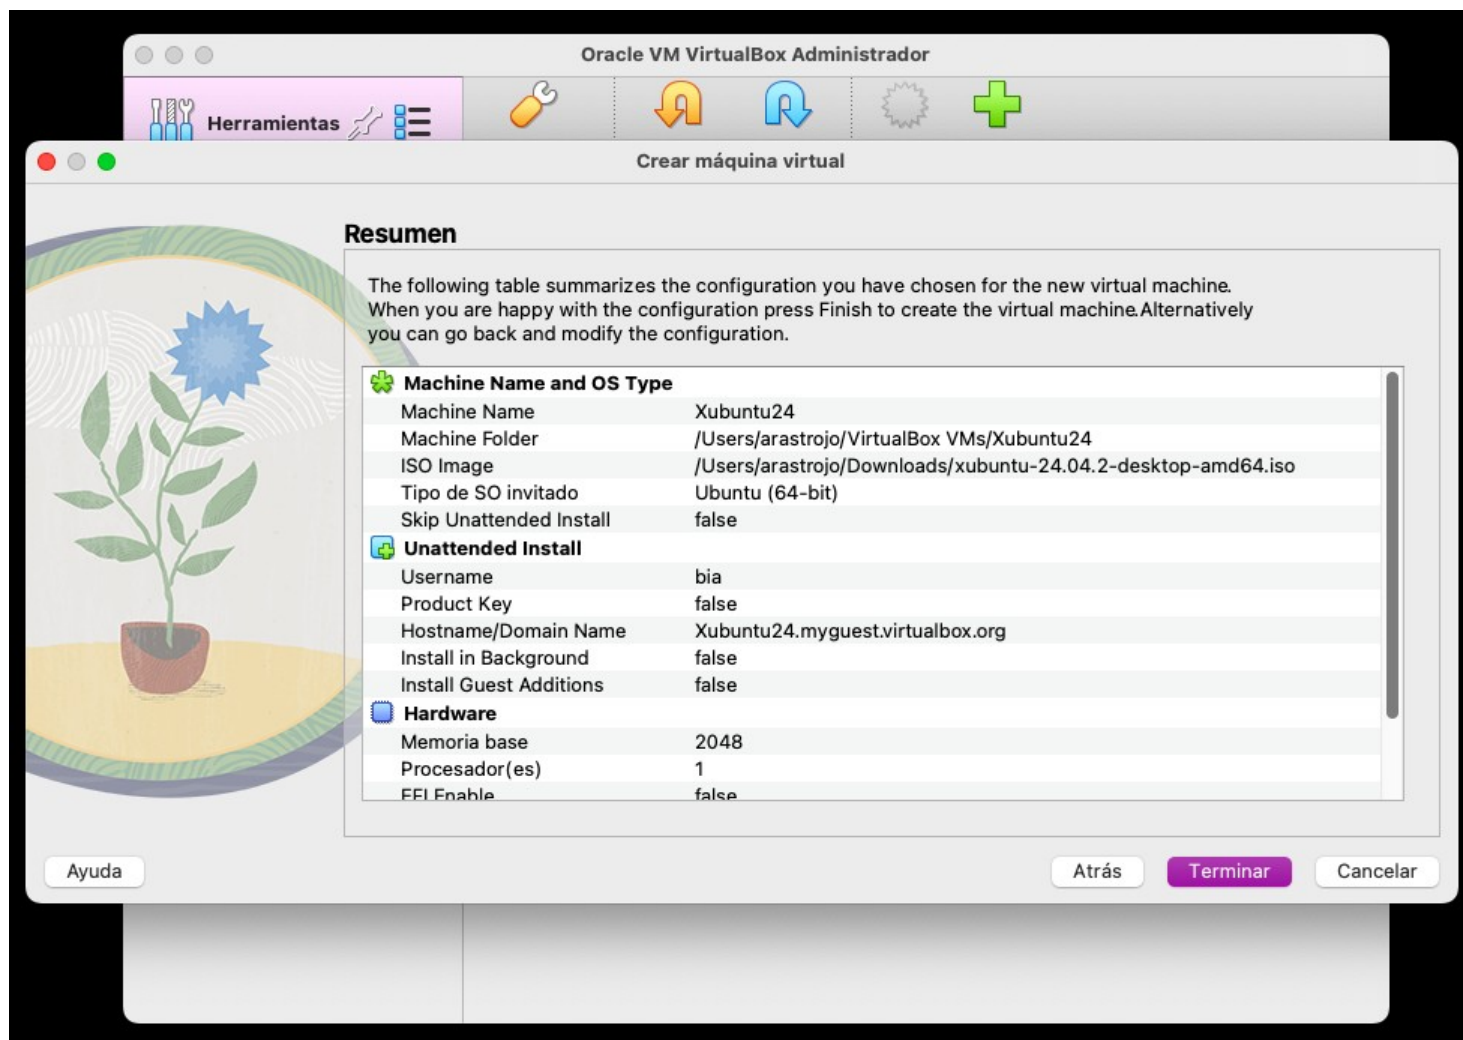 Oracle VM VirtualBox Administrador
Herramientas
Crear máquina virtual
Resumen
The following table summarizes the configuration you have chosen for the new virtual machine.
When you are happy with the configuration press Finish to create the virtual machine.Alternatively
you can go back and modify the configuration.
Machine Name and OS Type
Machine Name Xubuntu24
Machine Folder /Users/arastrojo/VirtualBox VMs/Xubuntu24
ISO Image /Users/arastrojo/Downloads/xubuntu-24.04.2-desktop-amd64.iso
Tipo de SO invitado Ubuntu (64-bit)
Skip Unattended Install false
Unattended Install
Username bia
Product Key false
Hostname/Domain Name Xubuntu24.myguest.virtualbox.org
Install in Background false
Install Guest Additions false
Hardware
Memoria base 2048
Procesador(es) 1
EFI Enable false
Ayuda Atrás Terminar Cancelar